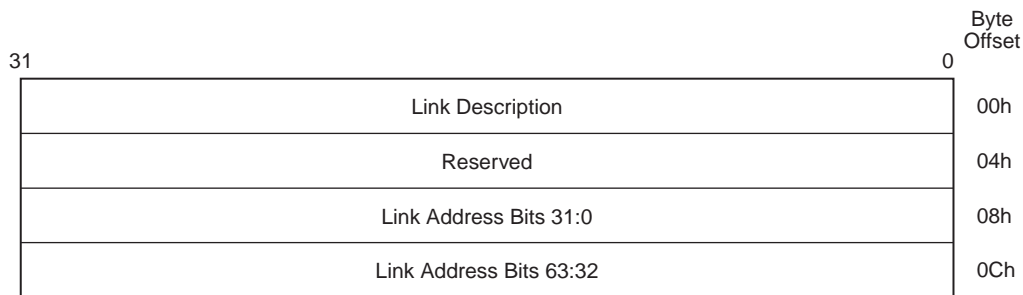 Byte
Offset
31 0
Link Description 00h
Reserved 04h
Link Address Bits 31:0 08h
Link Address Bits 63:32 0Ch